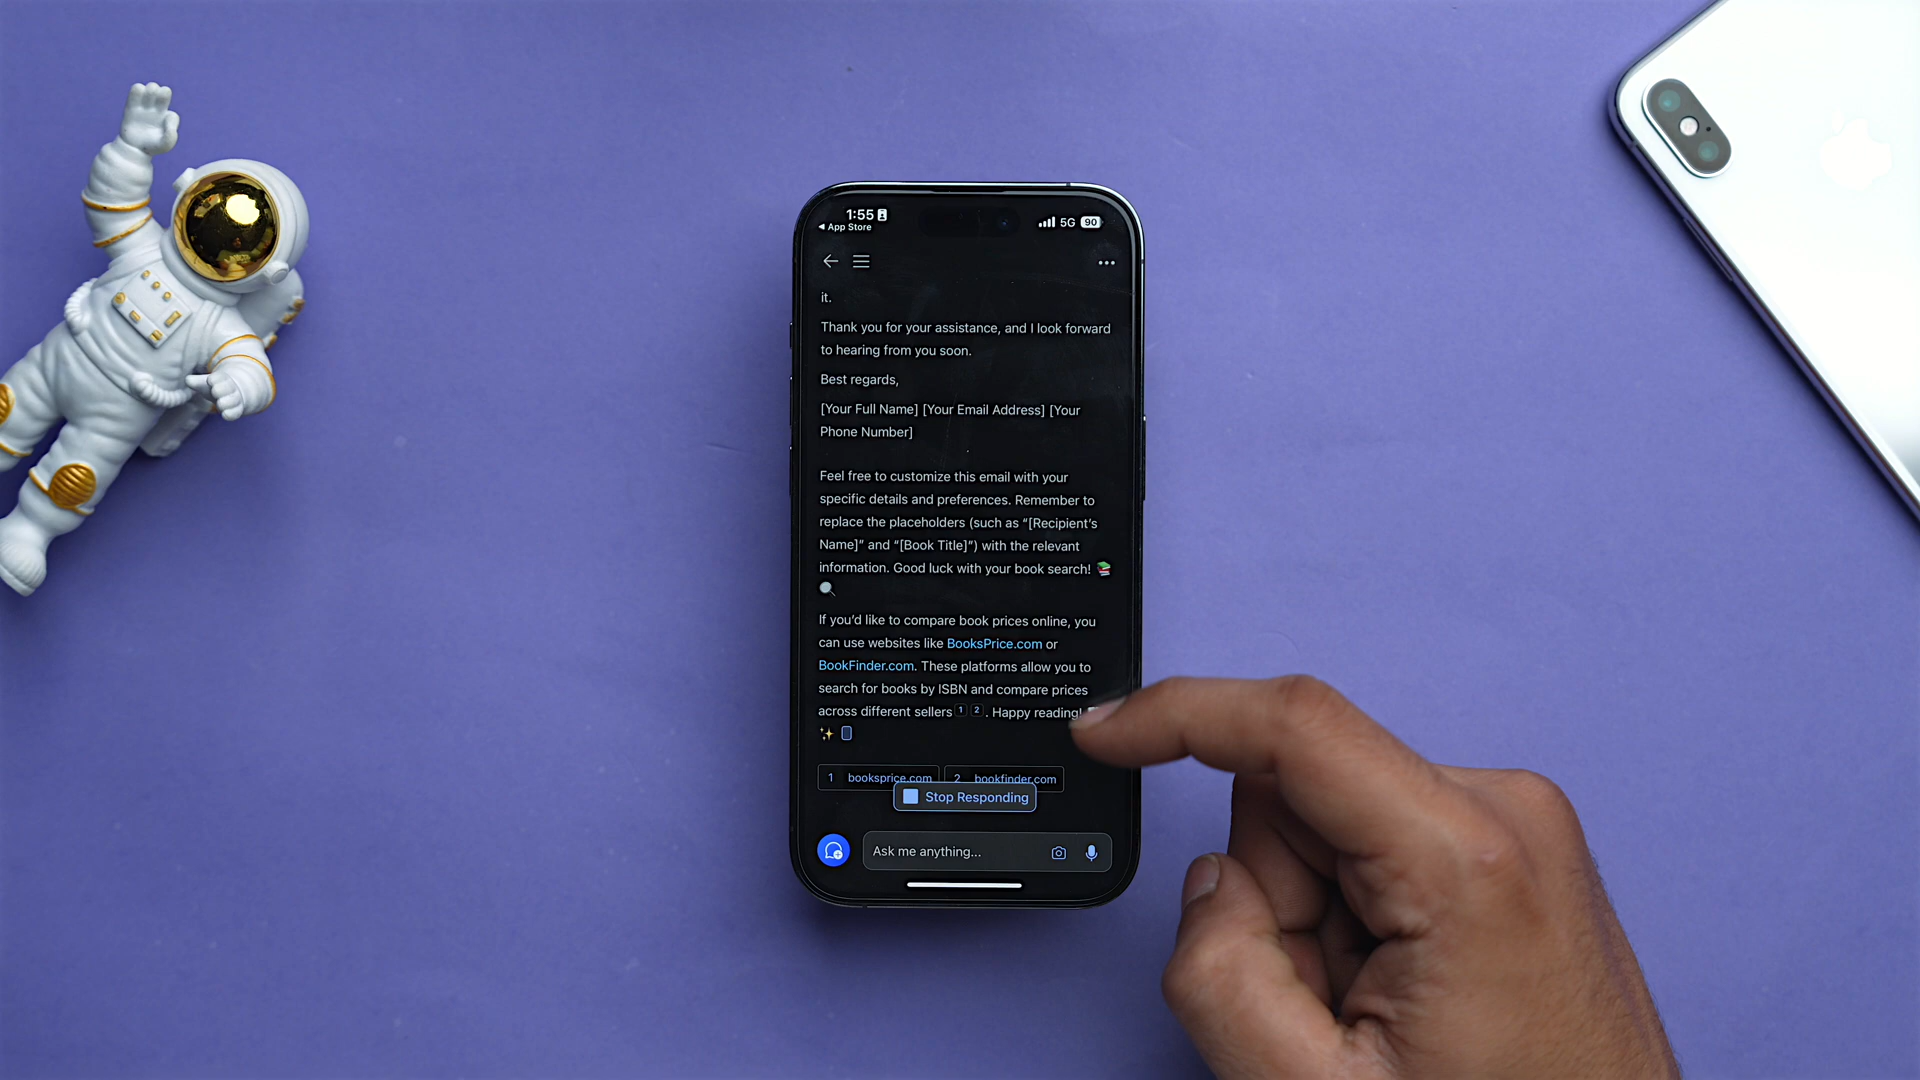 1:55
5G 90
◀ App Store
it.
Thank you for your assistance, and I look forward
to hearing from you soon.
Best regards,
[Your Full Name] [Your Email Address] [Your
Phone Number]
Feel free to customize this email with your
specific details and preferences. Remember to
replace the placeholders (such as “[Recipient’s
Name]” and “[Book Title]”) with the relevant
information. Good luck with your book search! 📚
🔍
If you’d like to compare book prices online, you
can use websites like BooksPrice.com or
BookFinder.com. These platforms allow you to
search for books by ISBN and compare prices
across different sellers 1 2 . Happy reading!
✨
1 booksprice.com 2 bookfinder.com
Stop Responding
Ask me anything...